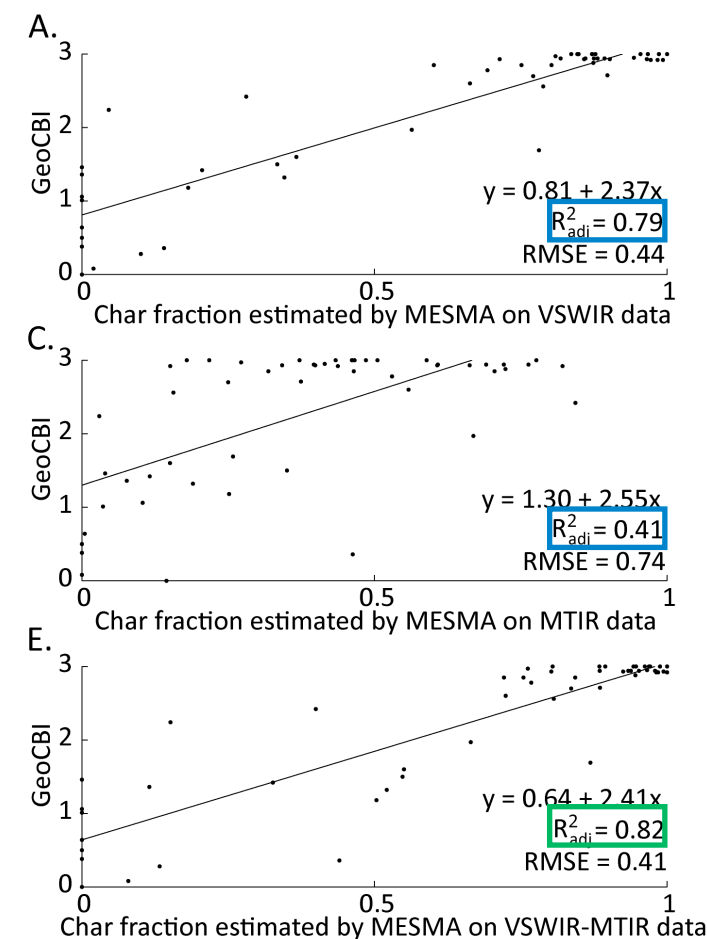 A.
3
2
1
0
GeoCBI
y = 0.81 + 2.37x
R²adj = 0.79
RMSE = 0.44
0 0.5 1
Char fraction estimated by MESMA on VSWIR data
C.
3
2
1
0
GeoCBI
y = 1.30 + 2.55x
R²adj = 0.41
RMSE = 0.74
0 0.5 1
Char fraction estimated by MESMA on MTIR data
E.
3
2
1
0
GeoCBI
y = 0.64 + 2.41x
R²adj = 0.82
RMSE = 0.41
0 0.5 1
Char fraction estimated by MESMA on VSWIR-MTIR data